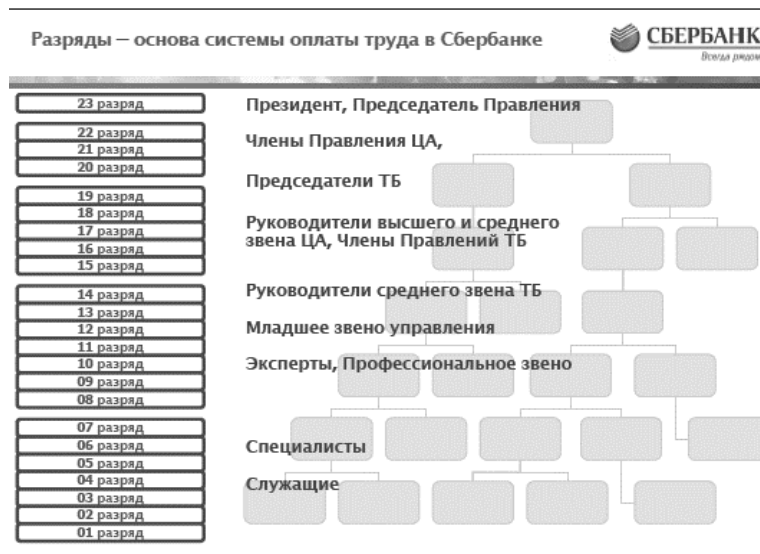 Разряды – основа системы оплаты труда в Сбербанке
СБЕРБАНК
Всегда рядом
23 разряд
Президент, Председатель Правления
22 разряд
21 разряд
20 разряд
Члены Правления ЦА,
Председатели ТБ
19 разряд
18 разряд
17 разряд
16 разряд
15 разряд
Руководители высшего и среднего
звена ЦА, Члены Правлений ТБ
14 разряд
13 разряд
12 разряд
11 разряд
10 разряд
09 разряд
08 разряд
Руководители среднего звена ТБ
Младшее звено управления
Эксперты, Профессиональное звено
07 разряд
06 разряд
05 разряд
04 разряд
03 разряд
02 разряд
01 разряд
Специалисты
Служащие